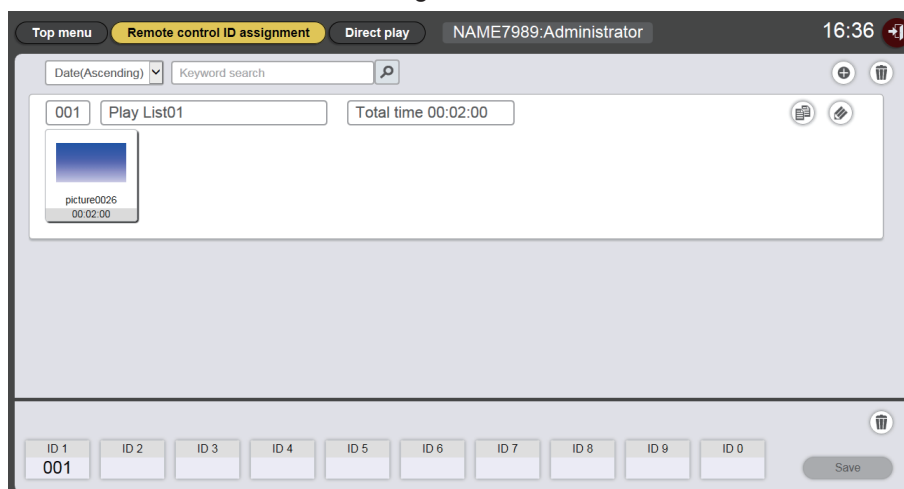 Top menu Remote control ID assignment Direct play NAME7989:Administrator 16:36
Date(Ascending) Keyword search
001 Play List01 Total time 00:02:00
picture0026
00:02:00
ID 1 ID 2 ID 3 ID 4 ID 5 ID 6 ID 7 ID 8 ID 9 ID 0
001
Save